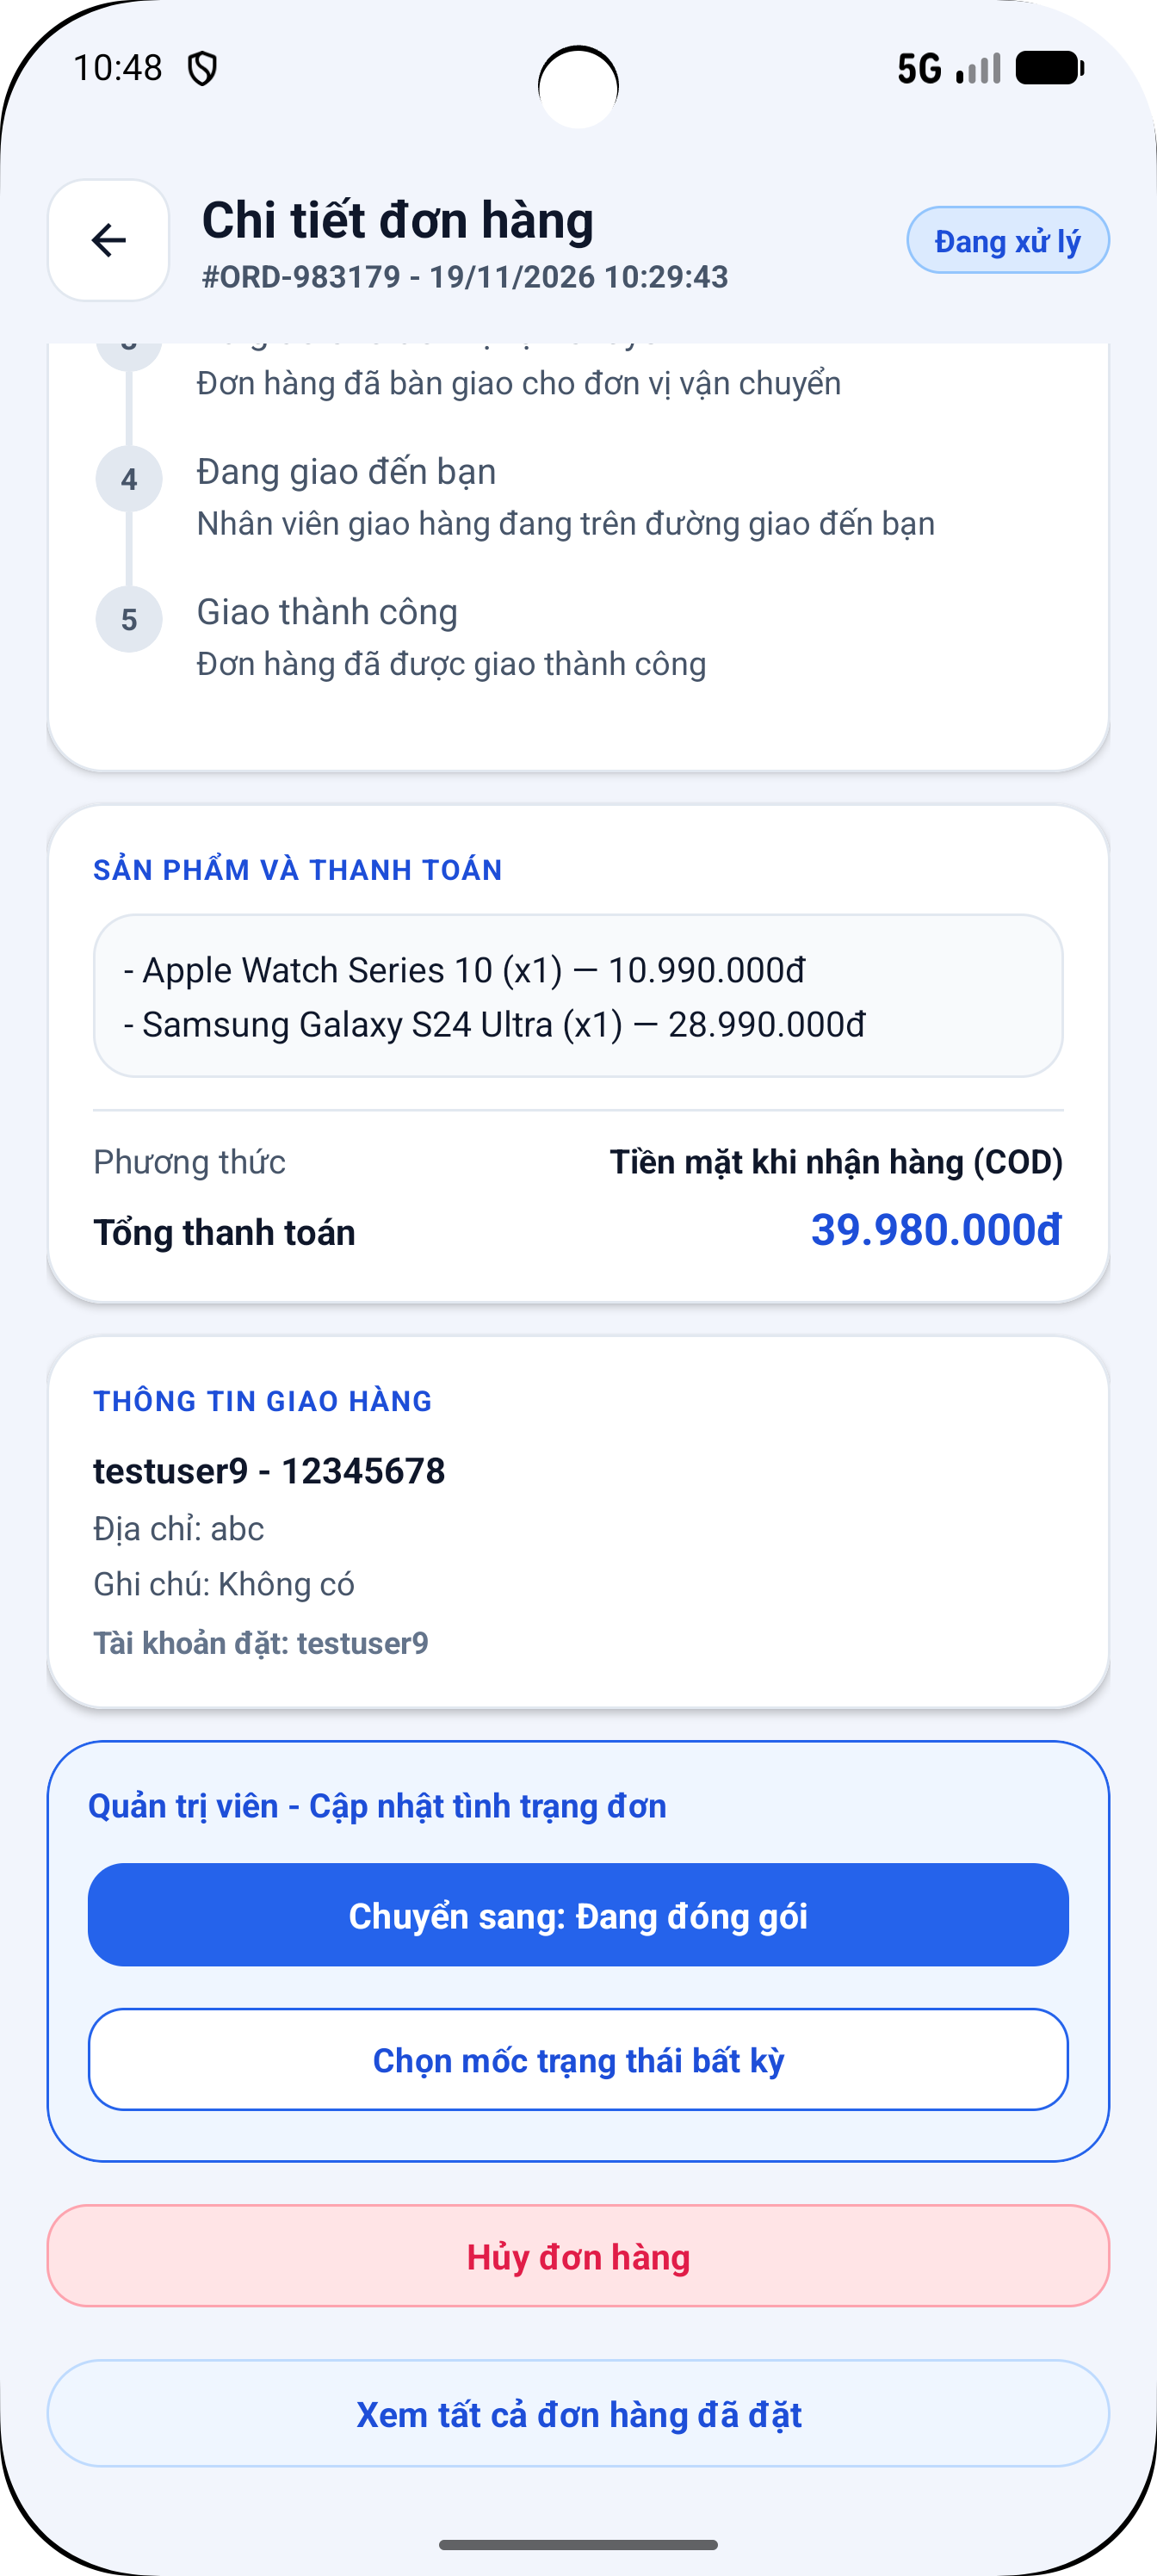 10:48
5G
Chi tiết đơn hàng
#ORD-983179 - 19/11/2026 10:29:43
Đang xử lý
Đơn hàng đã bàn giao cho đơn vị vận chuyển
4
Đang giao đến bạn
Nhân viên giao hàng đang trên đường giao đến bạn
5
Giao thành công
Đơn hàng đã được giao thành công
SẢN PHẨM VÀ THANH TOÁN
- Apple Watch Series 10 (x1) — 10.990.000đ
- Samsung Galaxy S24 Ultra (x1) — 28.990.000đ
Phương thức
Tiền mặt khi nhận hàng (COD)
Tổng thanh toán
39.980.000đ
THÔNG TIN GIAO HÀNG
testuser9 - 12345678
Địa chỉ: abc
Ghi chú: Không có
Tài khoản đặt: testuser9
Quản trị viên - Cập nhật tình trạng đơn
Chuyển sang: Đang đóng gói
Chọn mốc trạng thái bất kỳ
Hủy đơn hàng
Xem tất cả đơn hàng đã đặt